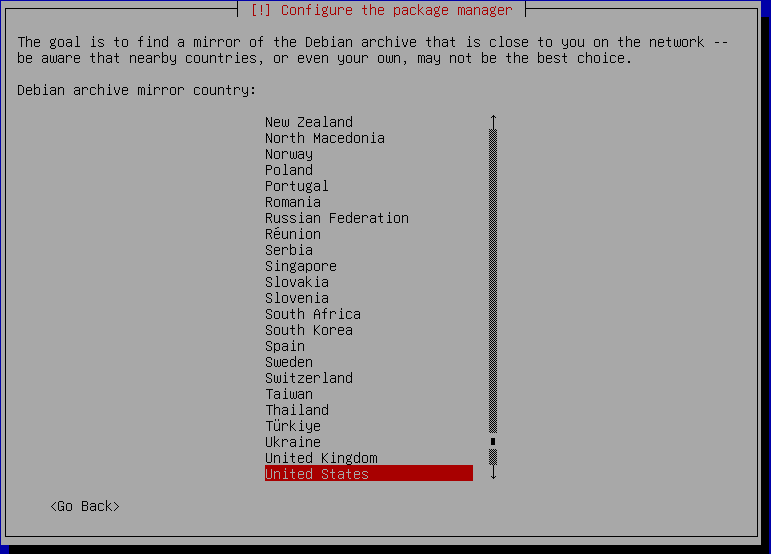 [!] Configure the package manager
The goal is to find a mirror of the Debian archive that is close to you on the network --
be aware that nearby countries, or even your own, may not be the best choice.
Debian archive mirror country:
New Zealand
North Macedonia
Norway
Poland
Portugal
Romania
Russian Federation
Réunion
Serbia
Singapore
Slovakia
Slovenia
South Africa
South Korea
Spain
Sweden
Switzerland
Taiwan
Thailand
Türkiye
Ukraine
United Kingdom
United States
<Go Back>